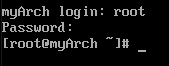 myArch login: root
Password:
[root@myArch ~]# _